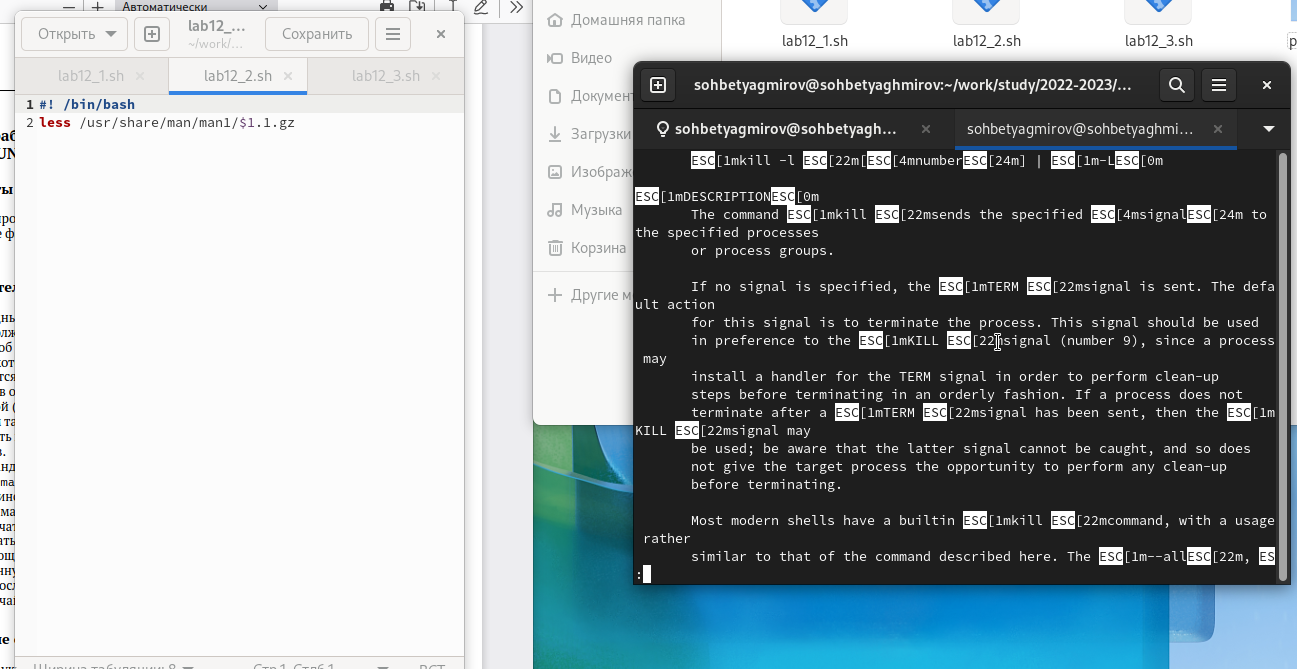 Автоматически
Открыть
lab12_...
~/work/...
Сохранить
lab12_1.sh
lab12_2.sh
lab12_3.sh
1 #! /bin/bash
2 less /usr/share/man/man1/$1.1.gz
Домашняя папка
Видео
Загрузки
Музыка
Корзина
lab12_1.sh
lab12_2.sh
lab12_3.sh
sohbetyagmirov@sohbetyaghmirov:~/work/study/2022-2023/...
sohbetyagmirov@sohbetyagh...
sohbetyagmirov@sohbetyaghmi...
ESC[1mkill -l ESC[22m[ESC[4mnumberESC[24m] | ESC[1m-LESC[0m
ESC[1mDESCRIPTIONESC[0m
The command ESC[1mkill ESC[22msends the specified ESC[4msignalESC[24m to
the specified processes
or process groups.
If no signal is specified, the ESC[1mTERM ESC[22msignal is sent. The defa
ult action
for this signal is to terminate the process. This signal should be used
in preference to the ESC[1mKILL ESC[22msignal (number 9), since a process
may
install a handler for the TERM signal in order to perform clean-up
steps before terminating in an orderly fashion. If a process does not
terminate after a ESC[1mTERM ESC[22msignal has been sent, then the ESC[1m
KILL ESC[22msignal may
be used; be aware that the latter signal cannot be caught, and so does
not give the target process the opportunity to perform any clean-up
before terminating.
Most modern shells have a builtin ESC[1mkill ESC[22mcommand, with a usage
rather
similar to that of the command described here. The ESC[1m--allESC[22m, ES
: